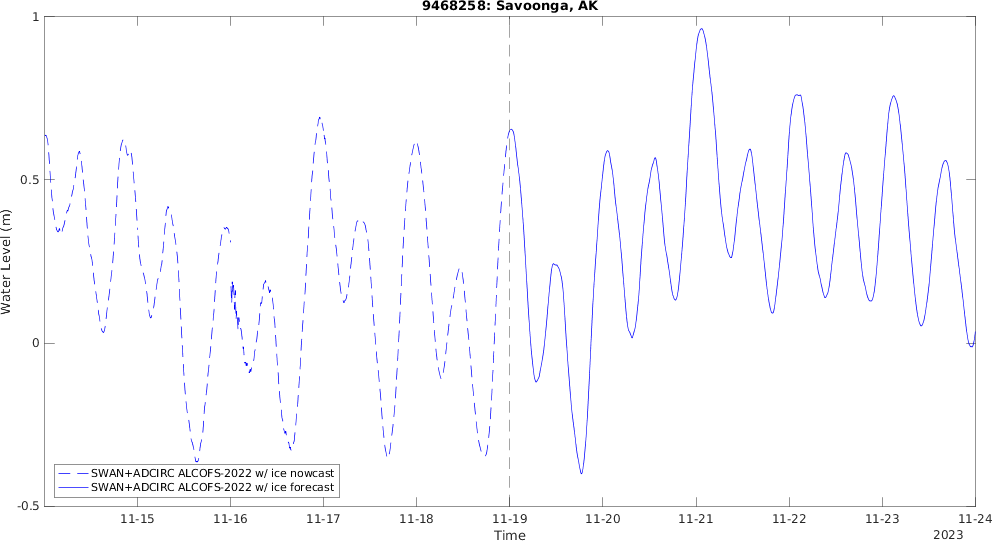 9468258: Savoonga, AK
1
0.5
0
-0.5
Water Level (m)
SWAN+ADCIRC ALCOFS-2022 w/ ice nowcast
SWAN+ADCIRC ALCOFS-2022 w/ ice forecast
11-15 11-16 11-17 11-18 11-19 11-20 11-21 11-22 11-23 11-24
Time
2023